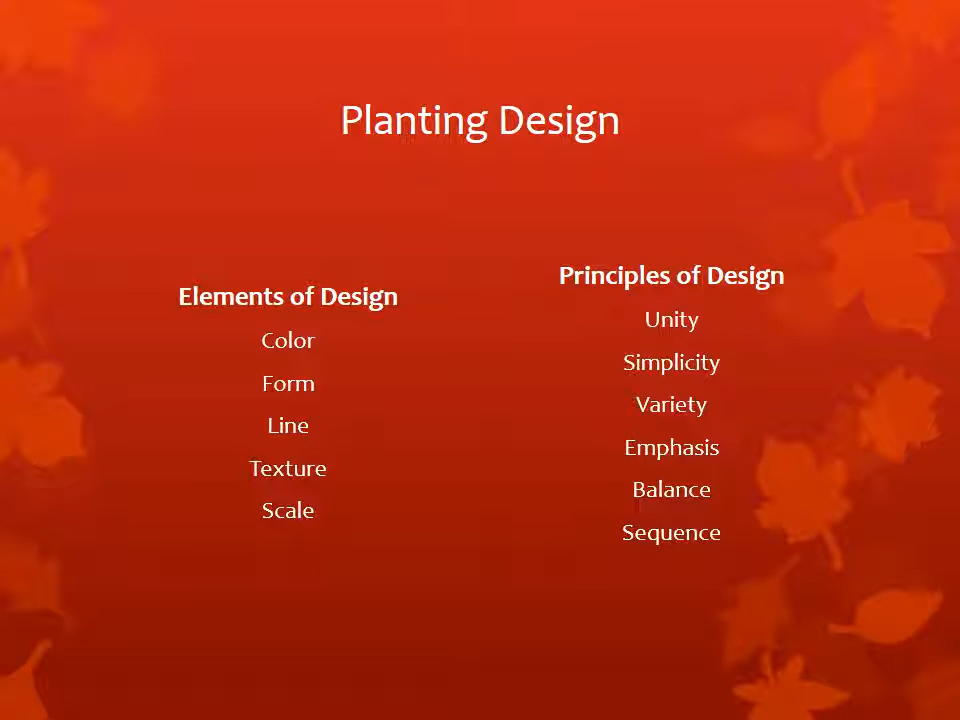 Planting Design
Elements of Design
Color
Form
Line
Texture
Scale
Principles of Design
Unity
Simplicity
Variety
Emphasis
Balance
Sequence